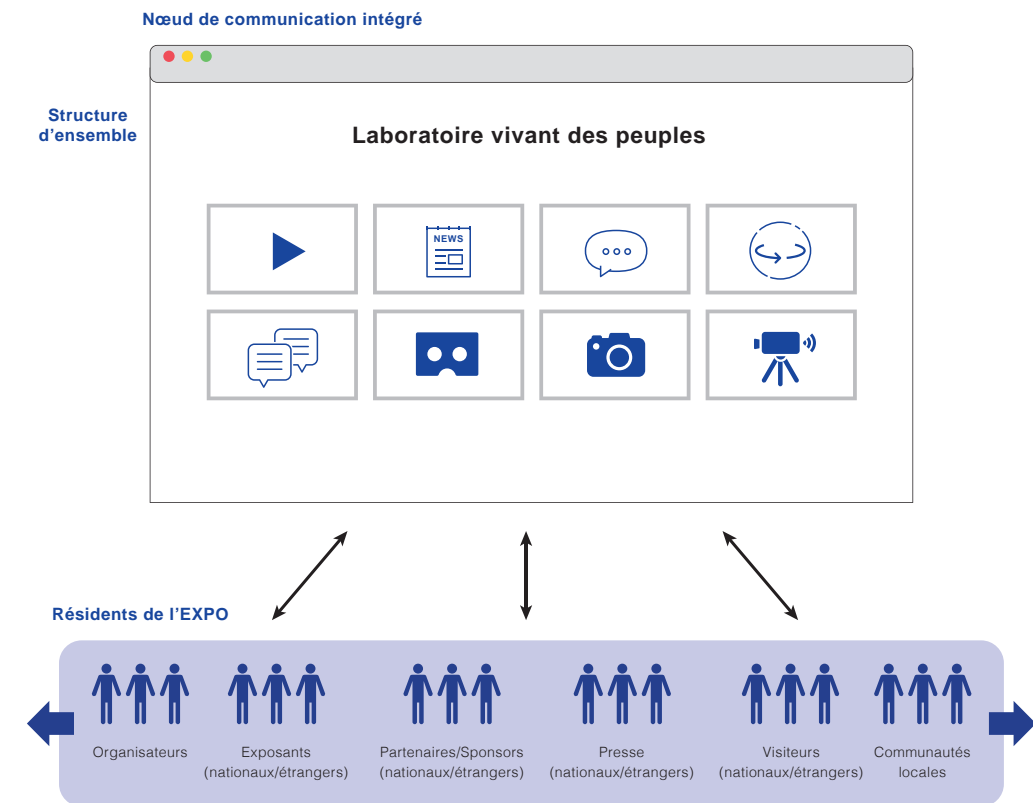 Nœud de communication intégré
Structure
d’ensemble
Laboratoire vivant des peuples
NEWS
Résidents de l’EXPO
Organisateurs
Exposants
(nationaux/étrangers)
Partenaires/Sponsors
(nationaux/étrangers)
Presse
(nationaux/étrangers)
Visiteurs
(nationaux/étrangers)
Communautés
locales